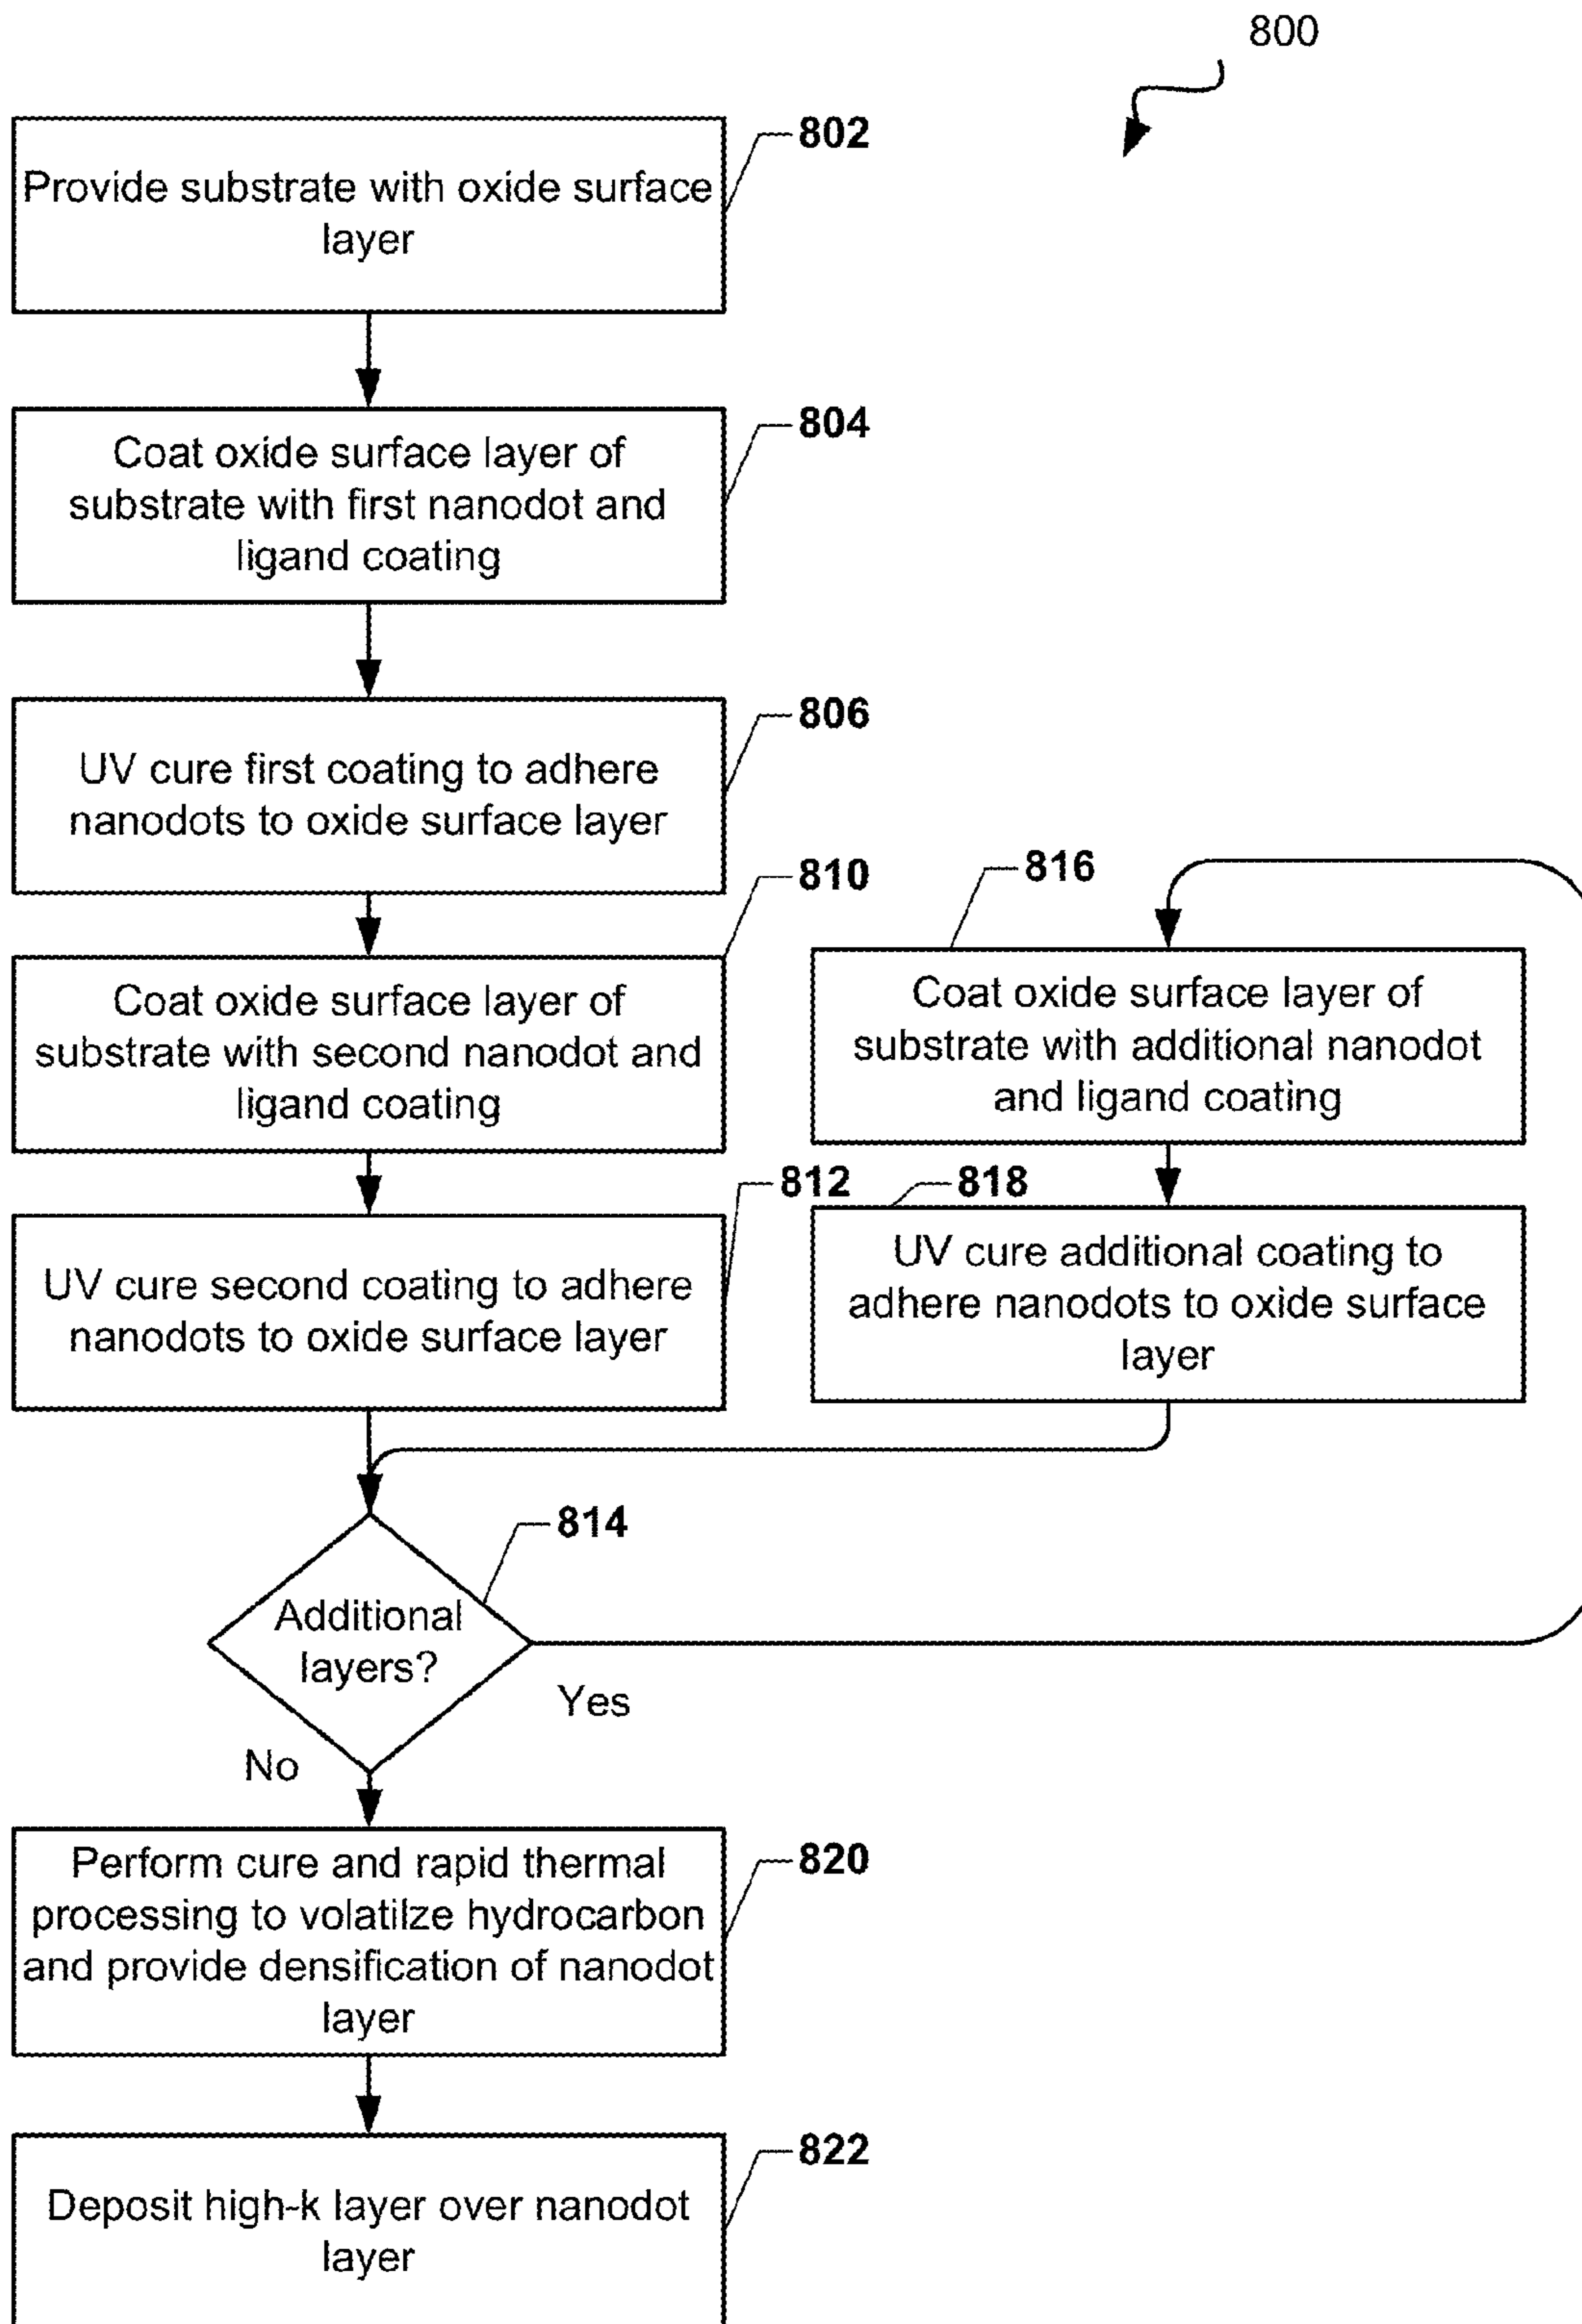 800
802
Provide substrate with oxide surface
layer
804
Coat oxide surface layer of
substrate with first nanodot and
ligand coating
806
UV cure first coating to adhere
nanodots to oxide surface layer
810
Coat oxide surface layer of
substrate with second nanodot and
ligand coating
812
UV cure second coating to adhere
nanodots to oxide surface layer
816
Coat oxide surface layer of
substrate with additional nanodot
and ligand coating
818
UV cure additional coating to
adhere nanodots to oxide surface
layer
814
Additional
layers?
Yes
No
820
Perform cure and rapid thermal
processing to volatilze hydrocarbon
and provide densification of nanodot
layer
822
Deposit high-k layer over nanodot
layer